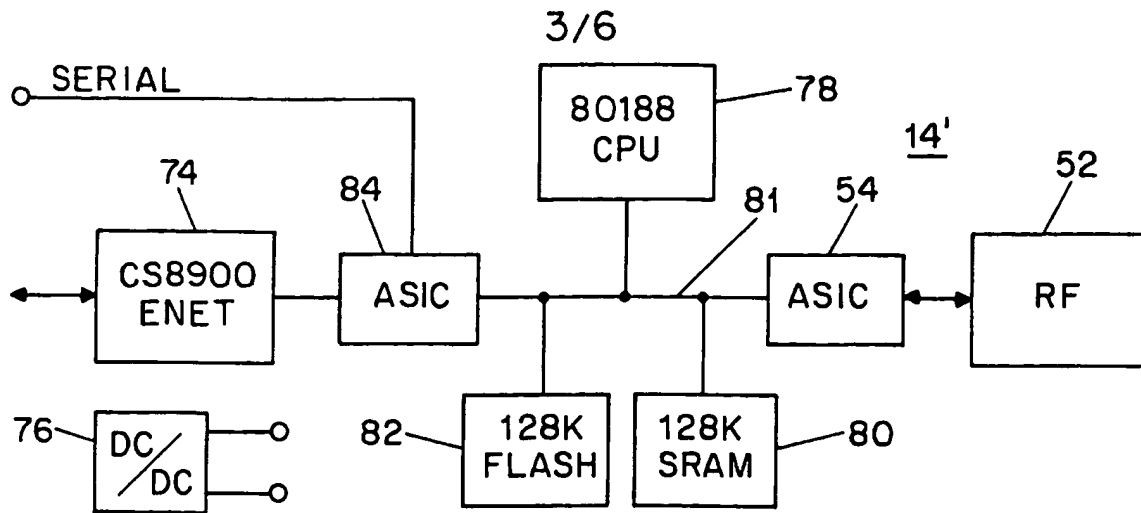 3/6
SERIAL
80188
CPU
78
14'
74
84
81
54
52
CS8900
ENET
ASIC
ASIC
RF
76
DC/DC
82
128K
FLASH
128K
SRAM
80